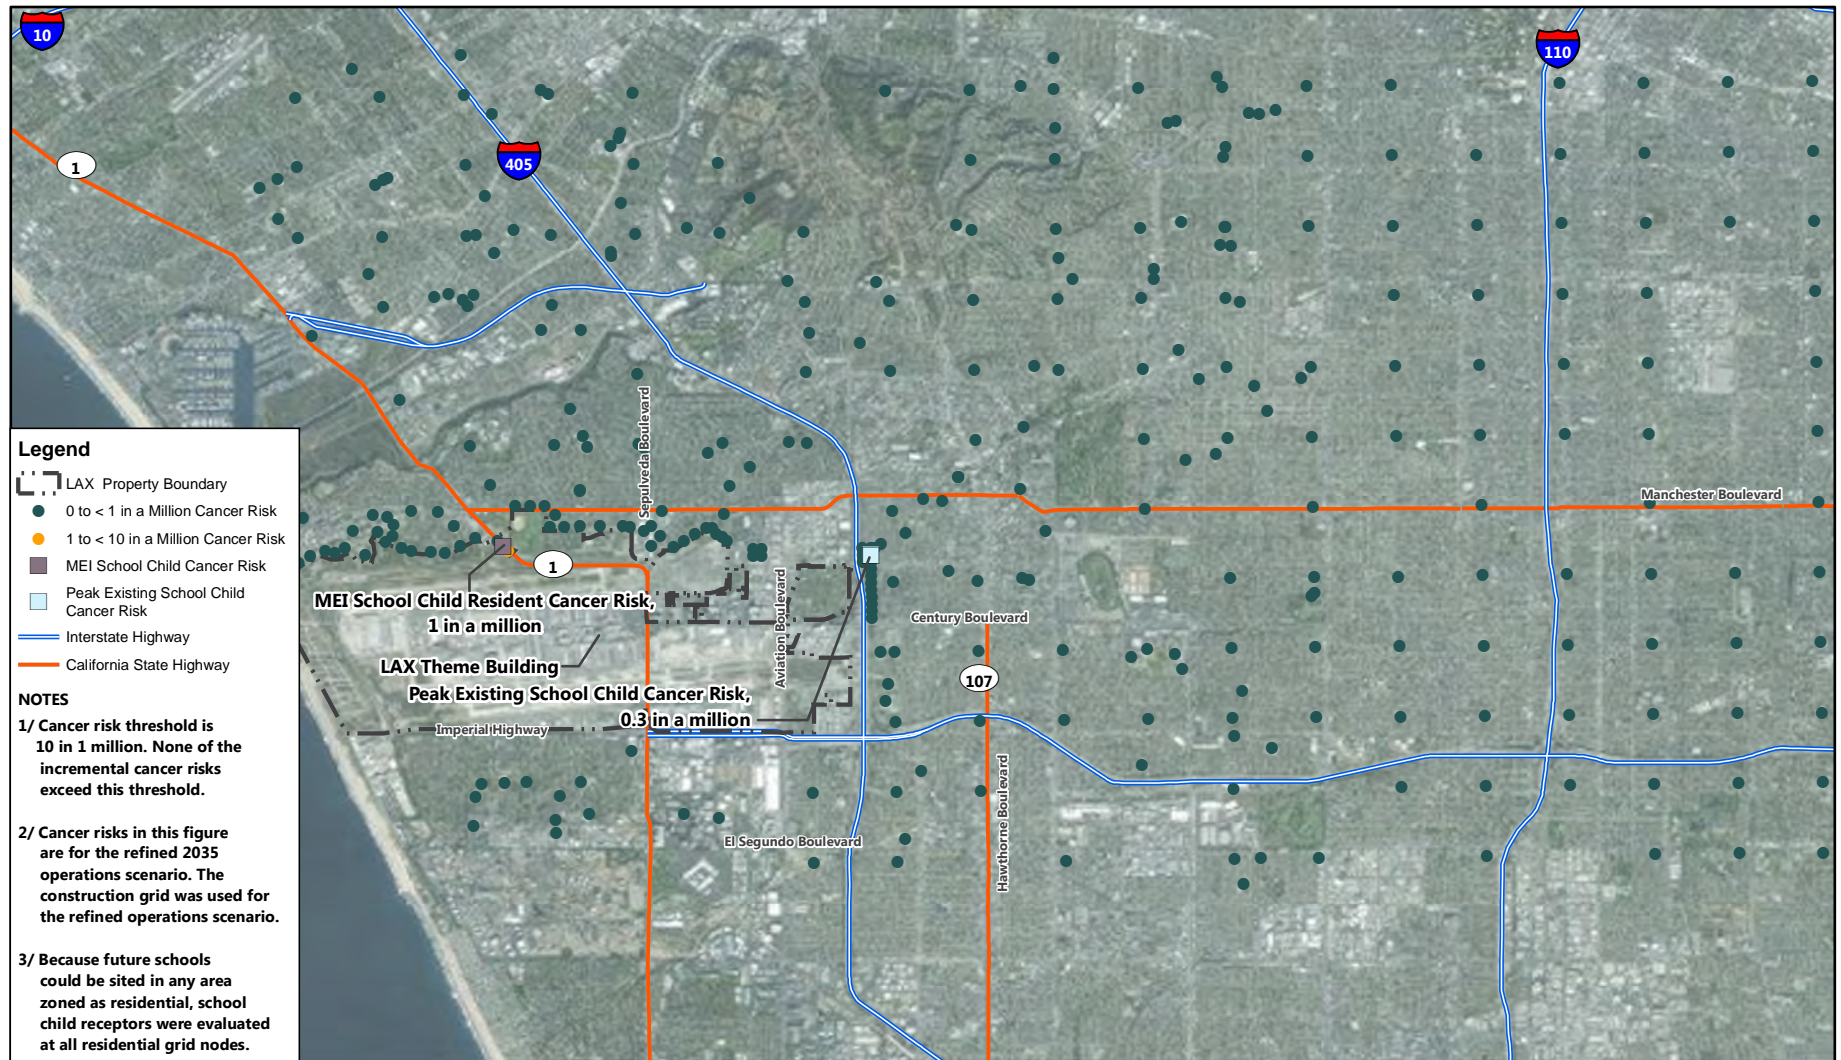 10
110
1
405
Sepulveda Boulevard
Manchester Boulevard
1
MEI School Child Resident Cancer Risk,
1 in a million
Aviation Boulevard
Century Boulevard
LAX Theme Building
107
Peak Existing School Child Cancer Risk,
0.3 in a million
Imperial Highway
Hawthorne Boulevard
El Segundo Boulevard
Legend
LAX Property Boundary
0 to < 1 in a Million Cancer Risk
1 to < 10 in a Million Cancer Risk
MEI School Child Cancer Risk
Peak Existing School Child
Cancer Risk
Interstate Highway
California State Highway
NOTES
1/ Cancer risk threshold is
10 in 1 million. None of the
incremental cancer risks
exceed this threshold.
2/ Cancer risks in this figure
are for the refined 2035
operations scenario. The
construction grid was used for
the refined operations scenario.
3/ Because future schools
could be sited in any area
zoned as residential, school
child receptors were evaluated
at all residential grid nodes.